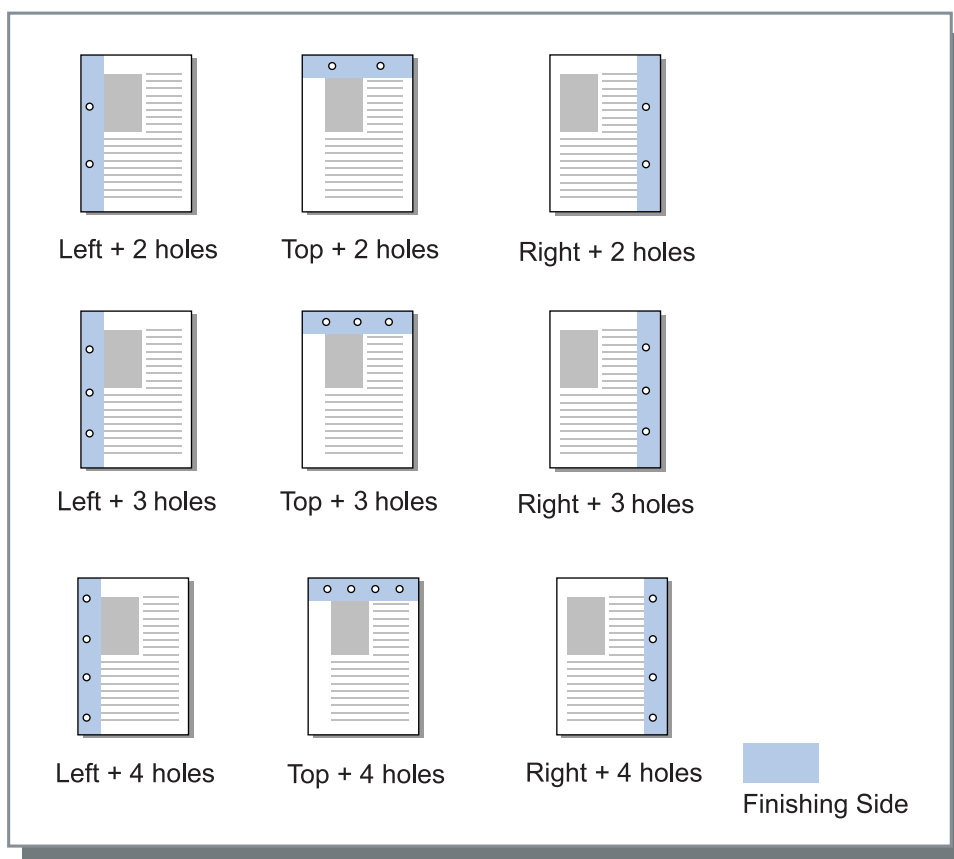 Left + 2 holes
Top + 2 holes
Right + 2 holes
Left + 3 holes
Top + 3 holes
Right + 3 holes
Left + 4 holes
Top + 4 holes
Right + 4 holes
Finishing Side